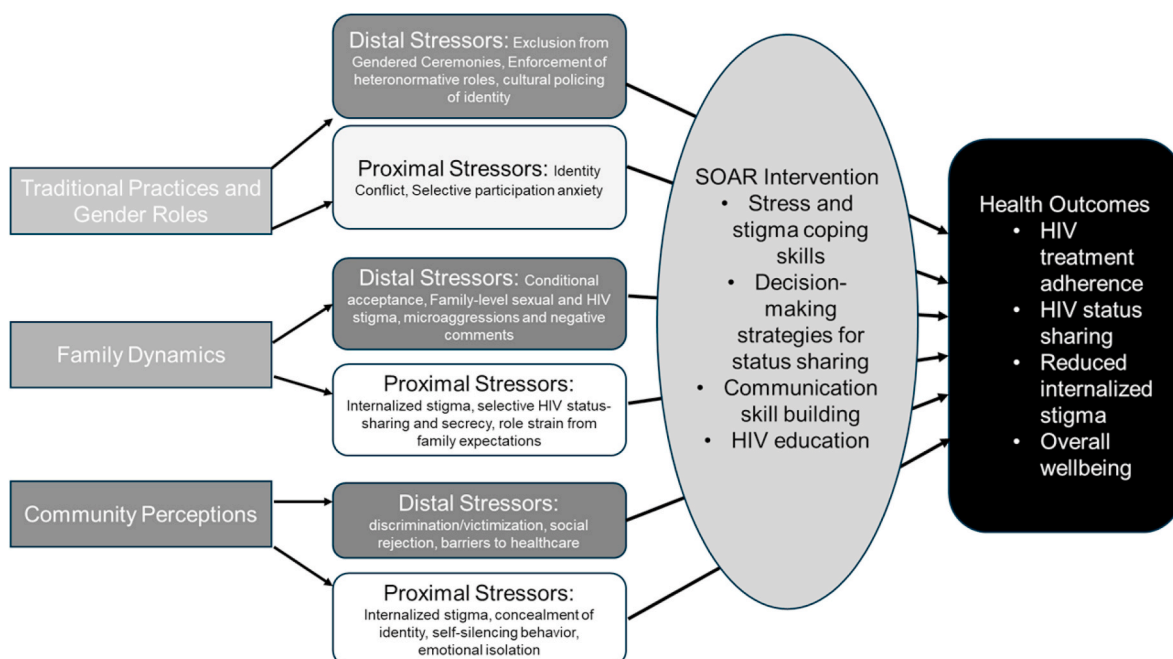 Traditional Practices and
Gender Roles
Family Dynamics
Community Perceptions
Distal Stressors: Exclusion from
Gendered Ceremonies, Enforcement of
heteronormative roles, cultural policing
of identity
Proximal Stressors: Identity
Conflict, Selective participation anxiety
Distal Stressors: Conditional
acceptance, Family-level sexual and HIV
stigma, microaggressions and negative
comments
Proximal Stressors:
Internalized stigma, selective HIV status-
sharing and secrecy, role strain from
family expectations
Distal Stressors:
discrimination/victimization, social
rejection, barriers to healthcare
Proximal Stressors:
Internalized stigma, concealment of
identity, self-silencing behavior,
emotional isolation
SOAR Intervention
• Stress and
stigma coping
skills
• Decision-
making
strategies for
status sharing
• Communication
skill building
• HIV education
Health Outcomes
• HIV
treatment
adherence
• HIV status
sharing
• Reduced
internalized
stigma
• Overall
wellbeing